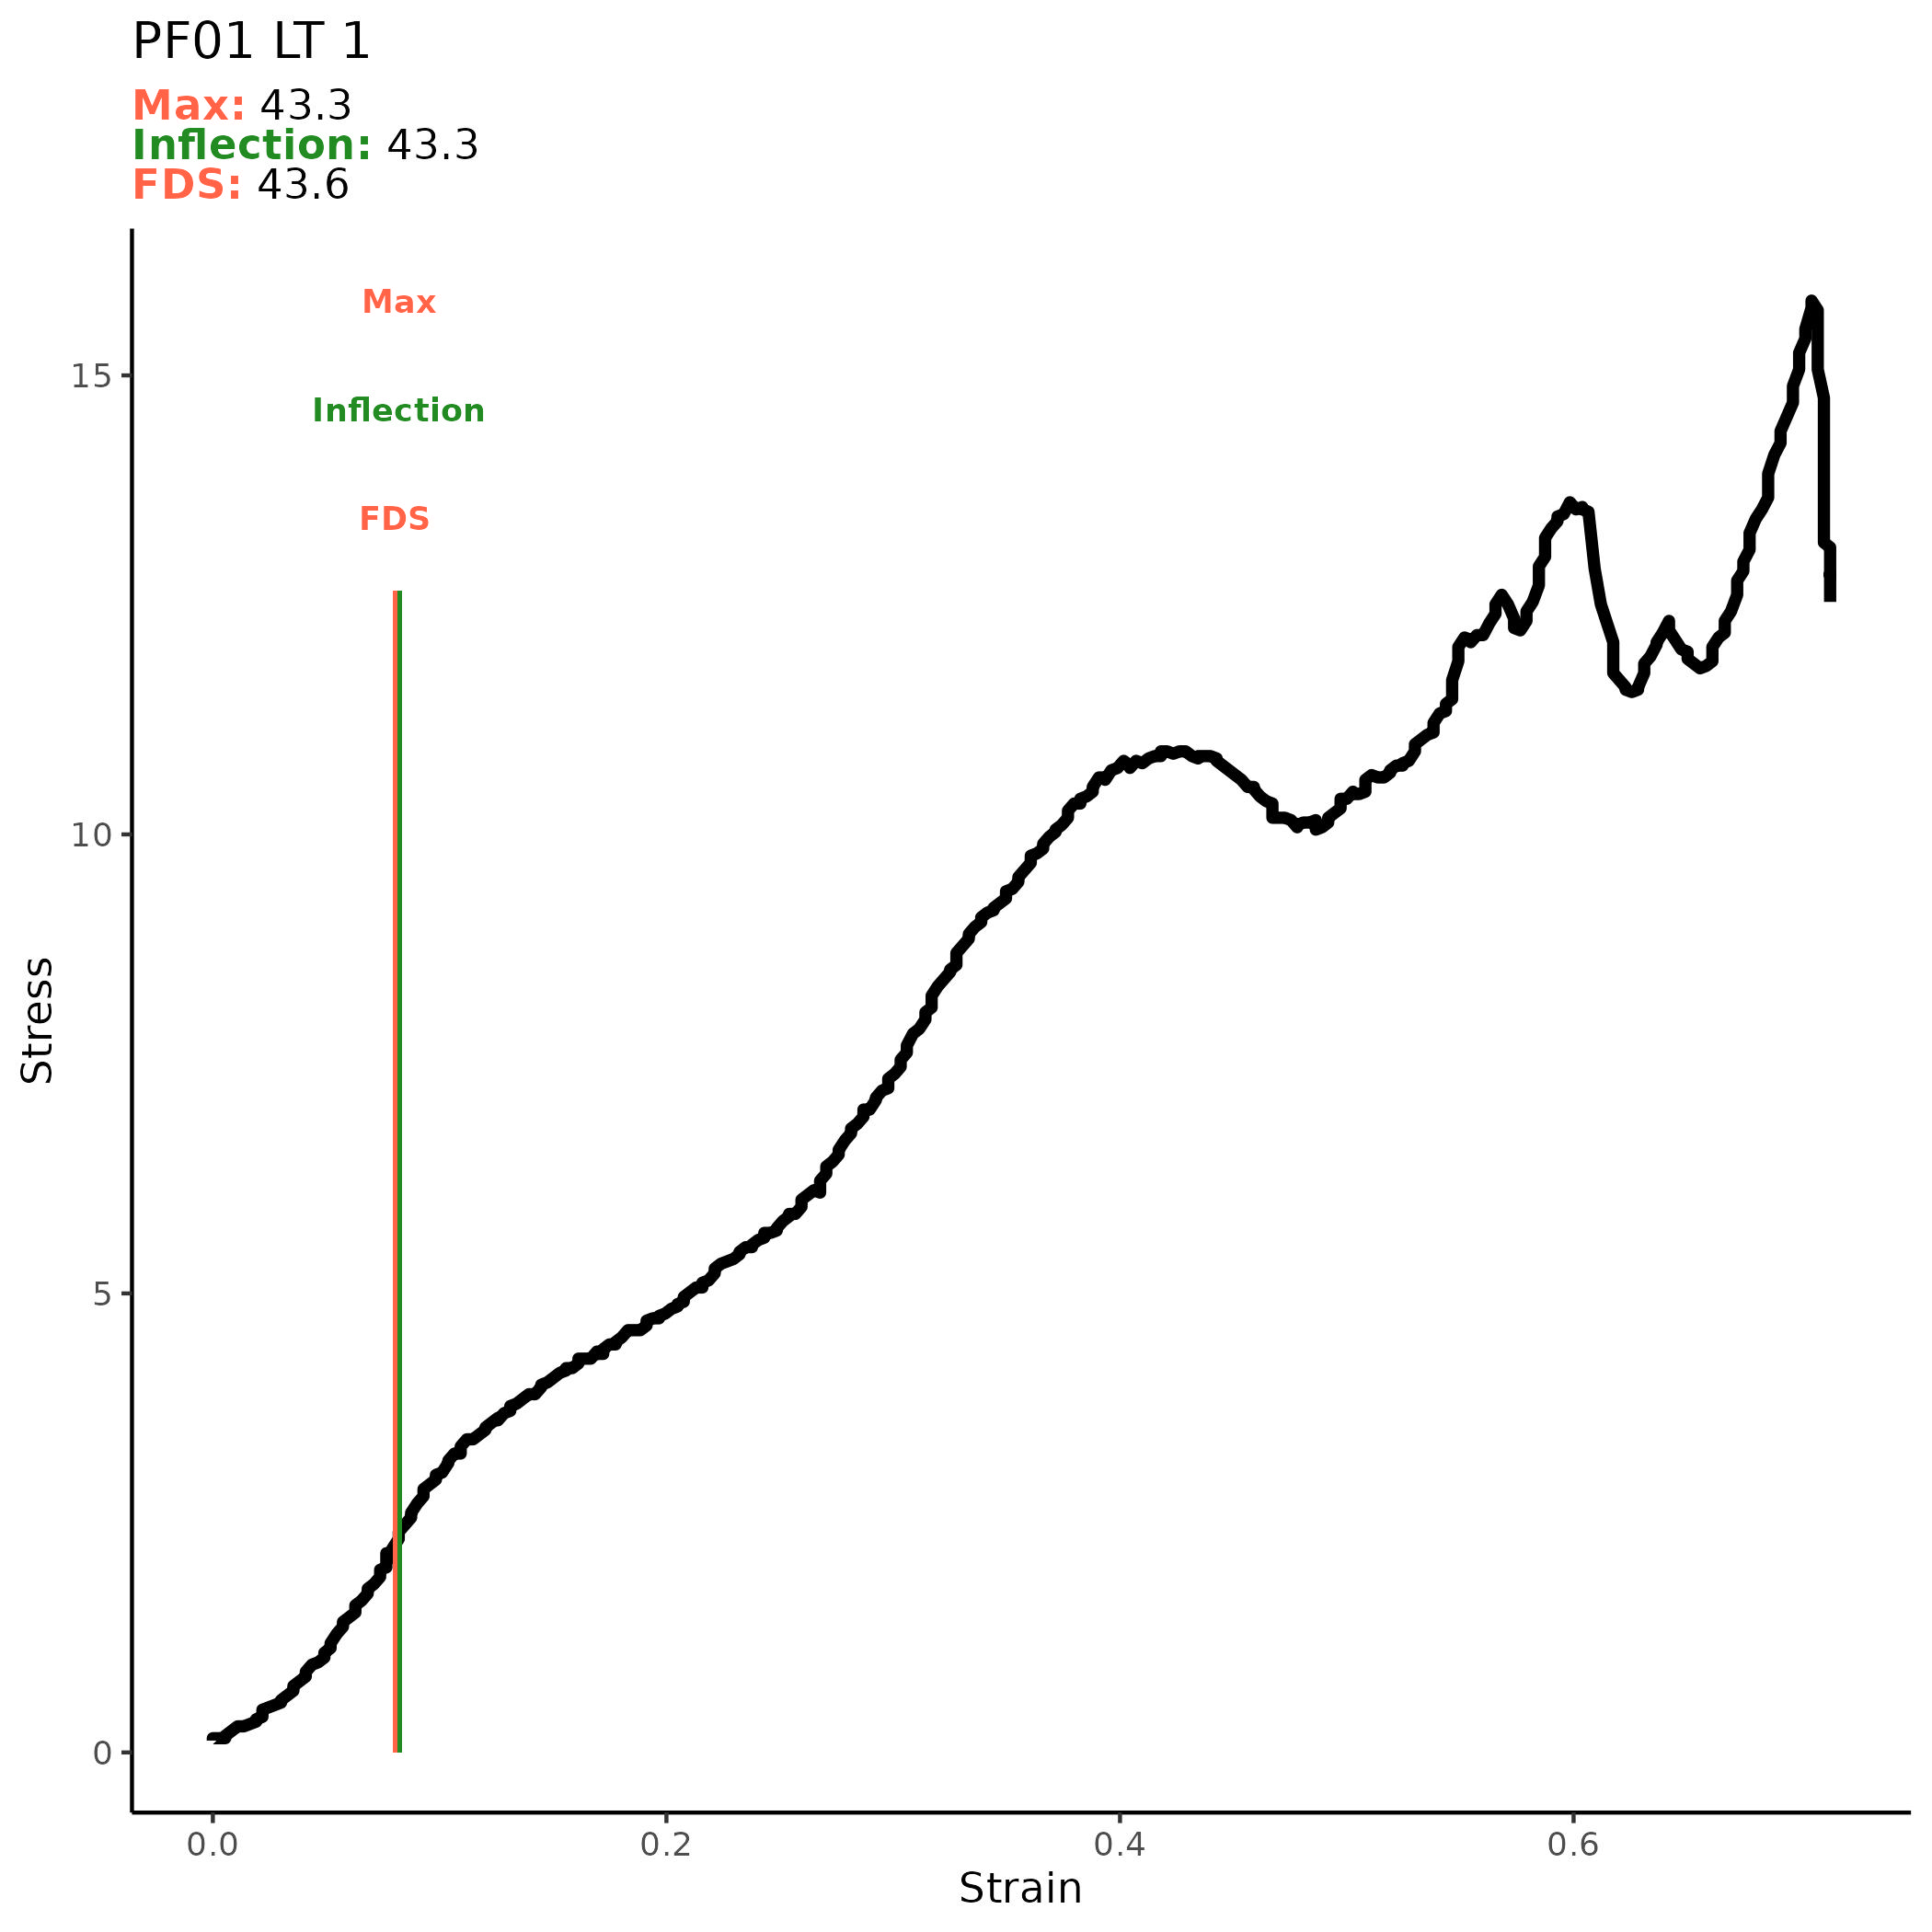 PF01 LT 1
Max: 43.3
Inflection: 43.3
FDS: 43.6
Max
Inflection
FDS
15
10
5
0
Stress
0.0 0.2 0.4 0.6
Strain